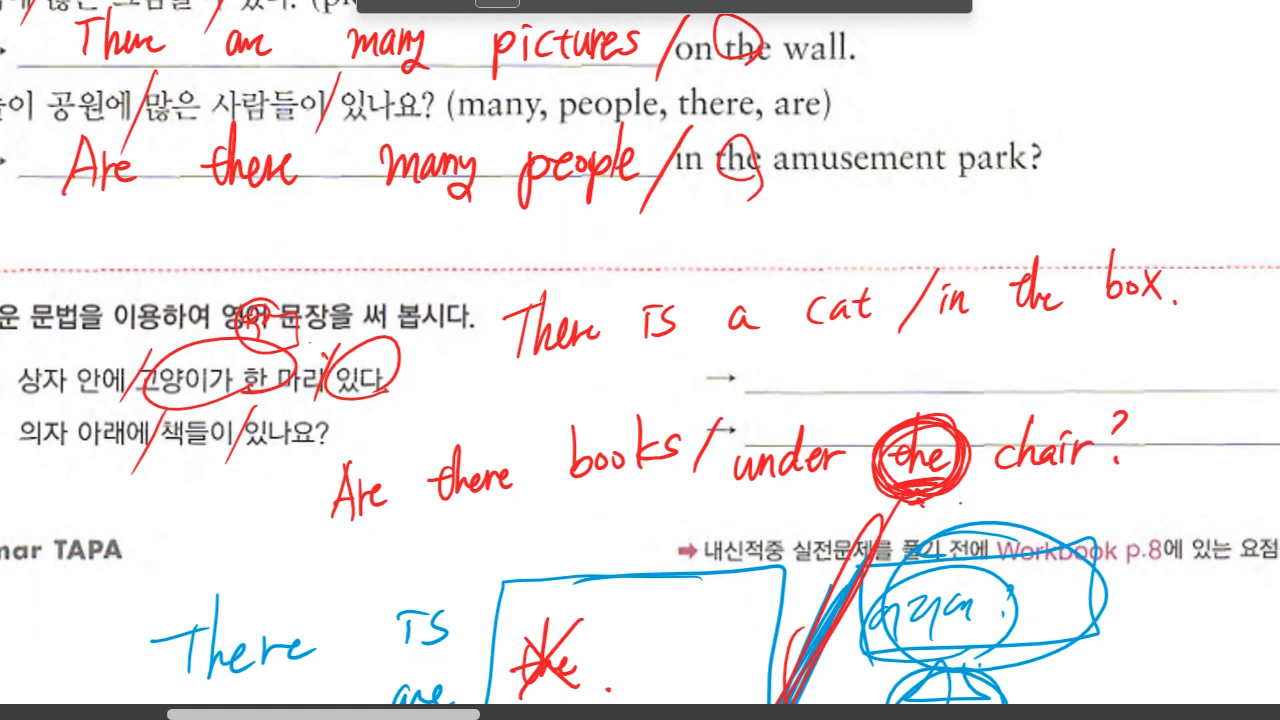 There are many pictures / on the wall.
이 공원에 / 많은 사람들이 / 있나요? (many, people, there, are)
→ Are there many people / in the amusement park?
운 문법을 이용하여 영어 문장을 써 봅시다.
There is a cat / in the box.
상자 안에 / 고양이가 한 마리 / 있다. →
의자 아래에 / 책들이 / 있나요? →
Are there books / under the chair?
mar TAPA
➡ 내신적중 실전문제를 풀기 전에 Workbook p.8에 있는 요점
There is
are
the.